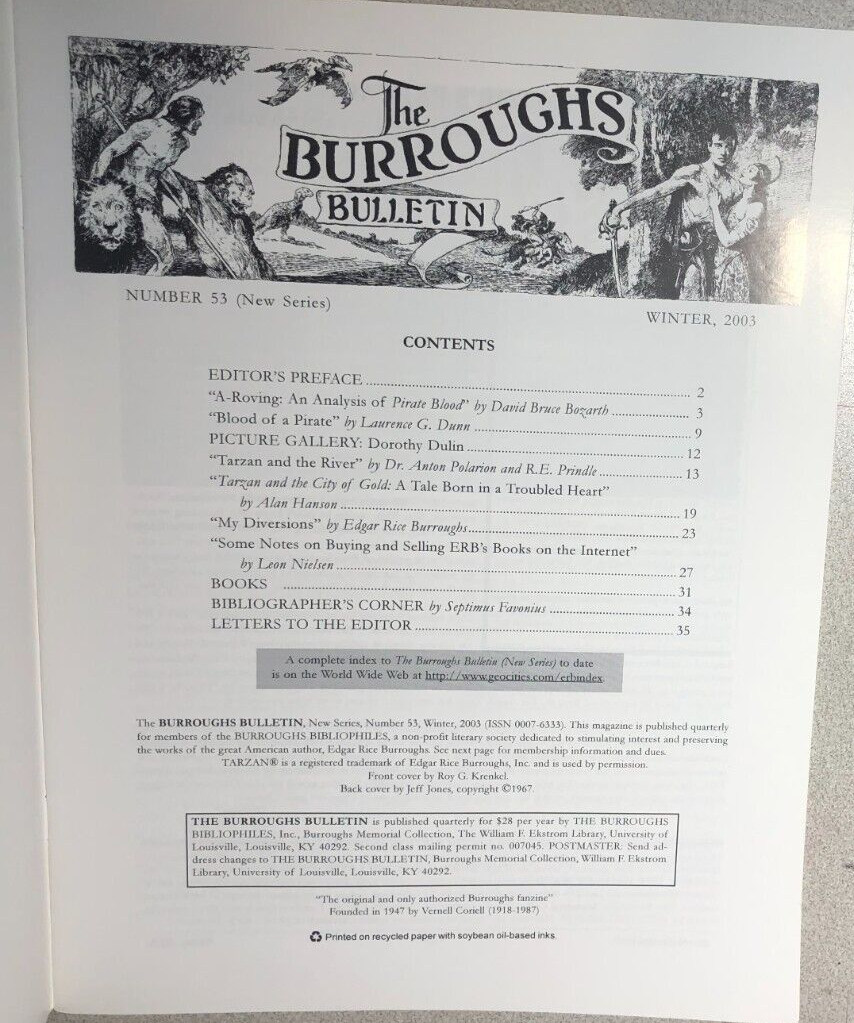 The
BURROUGHS
BULLETIN
NUMBER 53 (New Series)
WINTER, 2003
CONTENTS
EDITOR'S PREFACE ........ 2
"A-Roving: An Analysis of Pirate Blood" by David Bruce Bozarth ........ 3
"Blood of a Pirate" by Laurence G. Dunn ........ 9
PICTURE GALLERY: Dorothy Dulin ........ 12
"Tarzan and the River" by Dr. Anton Polarion and R.E. Prindle ........ 13
"Tarzan and the City of Gold: A Tale Born in a Troubled Heart"
by Alan Hanson ........ 19
"My Diversions" by Edgar Rice Burroughs ........ 23
"Some Notes on Buying and Selling ERB's Books on the Internet"
by Leon Nielsen ........ 27
BOOKS ........ 31
BIBLIOGRAPHER'S CORNER by Septimus Favonius ........ 34
LETTERS TO THE EDITOR ........ 35
A complete index to The Burroughs Bulletin (New Series) to date
is on the World Wide Web at http://www.geocities.com/erbindex.
The BURROUGHS BULLETIN, New Series, Number 53, Winter, 2003 (ISSN 0007-6333). This magazine is published quarterly
for members of the BURROUGHS BIBLIOPHILES, a non-profit literary society dedicated to stimulating interest and preserving
the works of the great American author, Edgar Rice Burroughs. See next page for membership information and dues.
TARZAN® is a registered trademark of Edgar Rice Burroughs, Inc. and is used by permission.
Front cover by Roy G. Krenkel.
Back cover by Jeff Jones, copyright ©1967.
THE BURROUGHS BULLETIN is published quarterly for $28 per year by THE BURROUGHS
BIBLIOPHILES, Inc., Burroughs Memorial Collection, The William F. Ekstrom Library, University of
Louisville, Louisville, KY 40292. Second class mailing permit no. 007045. POSTMASTER: Send ad-
dress changes to THE BURROUGHS BULLETIN, Burroughs Memorial Collection, William F. Ekstrom
Library, University of Louisville, Louisville, KY 40292.
"The original and only authorized Burroughs fanzine"
Founded in 1947 by Vernell Coriell (1918-1987)
Printed on recycled paper with soybean oil-based inks.